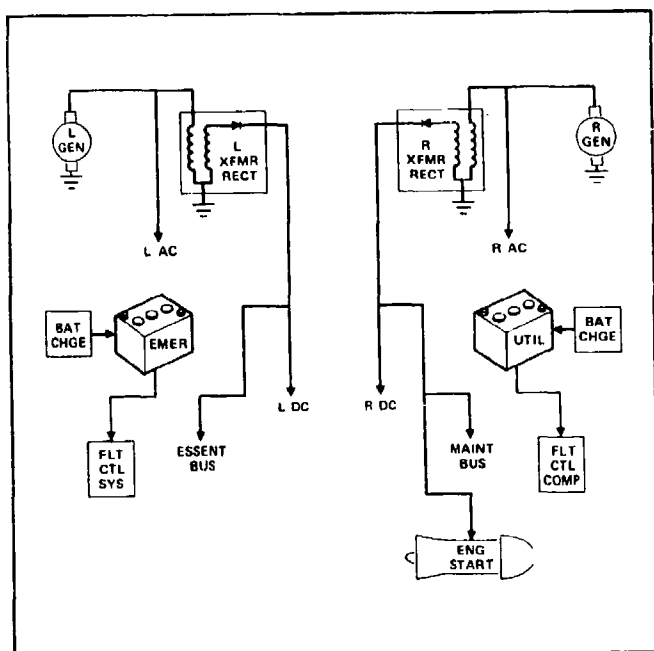 L
GEN
L
XFMR
RECT
R
XFMR
RECT
R
GEN
L AC
R AC
BAT
CHGE
EMER
UTIL
BAT
CHGE
FLT
CTL
SYS
ESSENT
BUS
L DC
R DC
MAINT
BUS
FLT
CTL
COMP
ENG
START